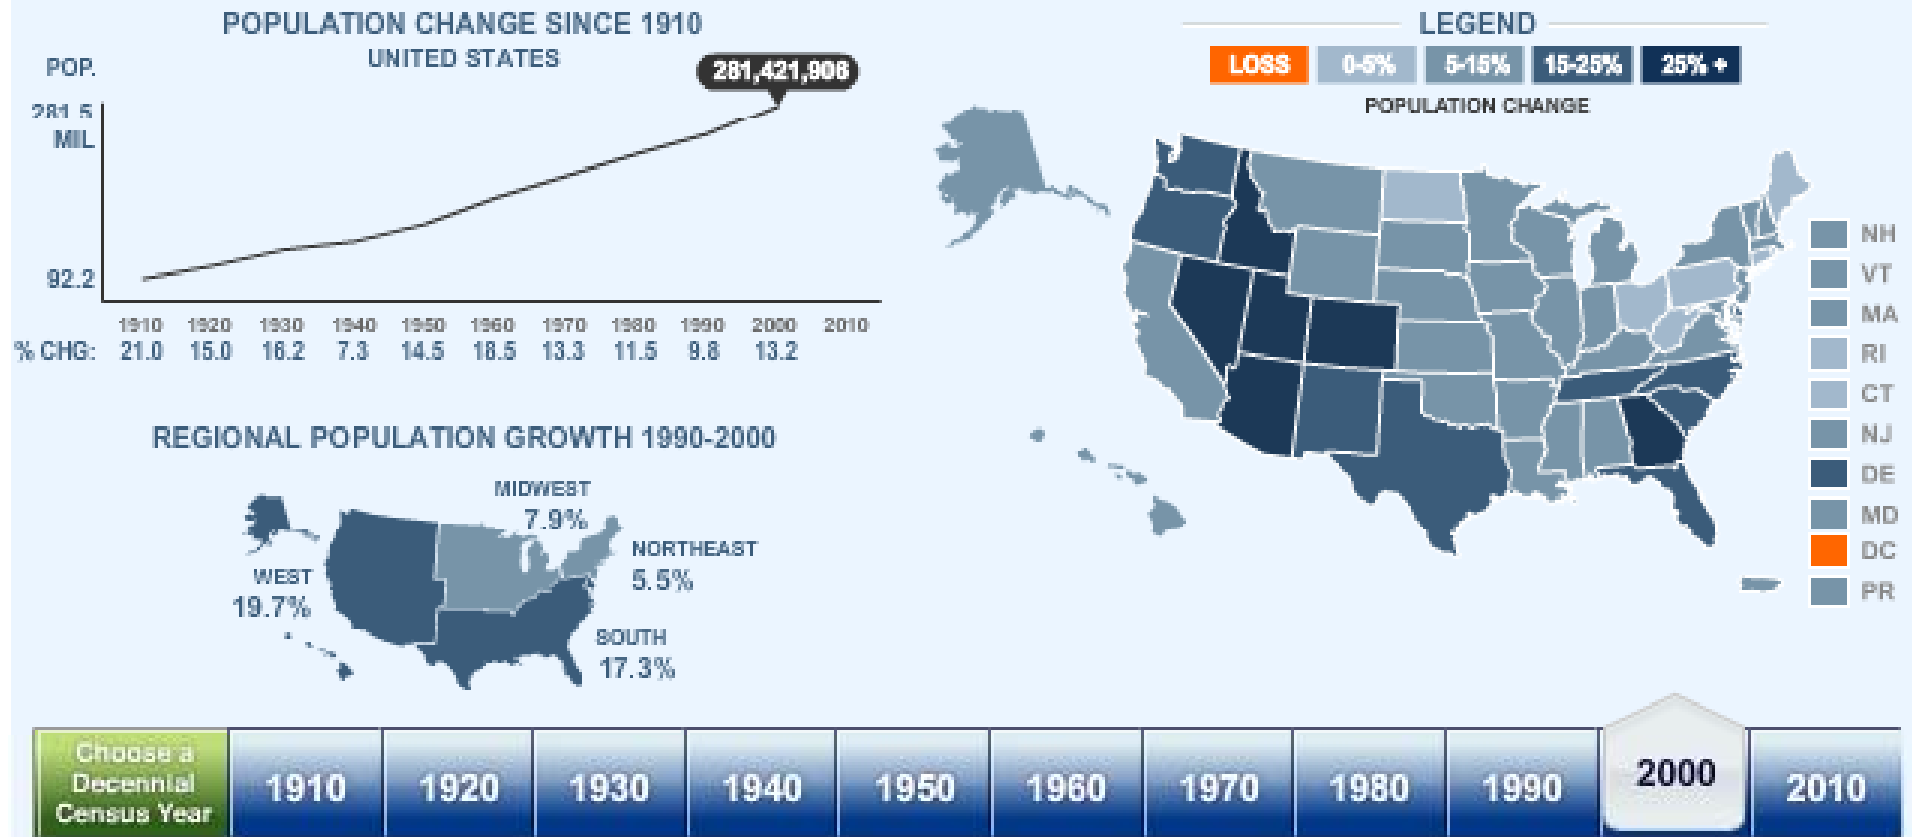 POPULATION CHANGE SINCE 1910
UNITED STATES
POP.
281.5
MIL
92.2
281,421,906
1910 1920 1930 1940 1950 1960 1970 1980 1990 2000 2010
% CHG: 21.0 15.0 16.2 7.3 14.5 18.5 13.3 11.5 9.8 13.2
REGIONAL POPULATION GROWTH 1990-2000
MIDWEST
7.9%
NORTHEAST
5.5%
WEST
19.7%
SOUTH
17.3%
LEGEND
LOSS 0-5% 5-15% 15-25% 25% +
POPULATION CHANGE
NH
VT
MA
RI
CT
NJ
DE
MD
DC
PR
Choose a
Decennial
Census Year
1910 1920 1930 1940 1950 1960 1970 1980 1990 2000 2010